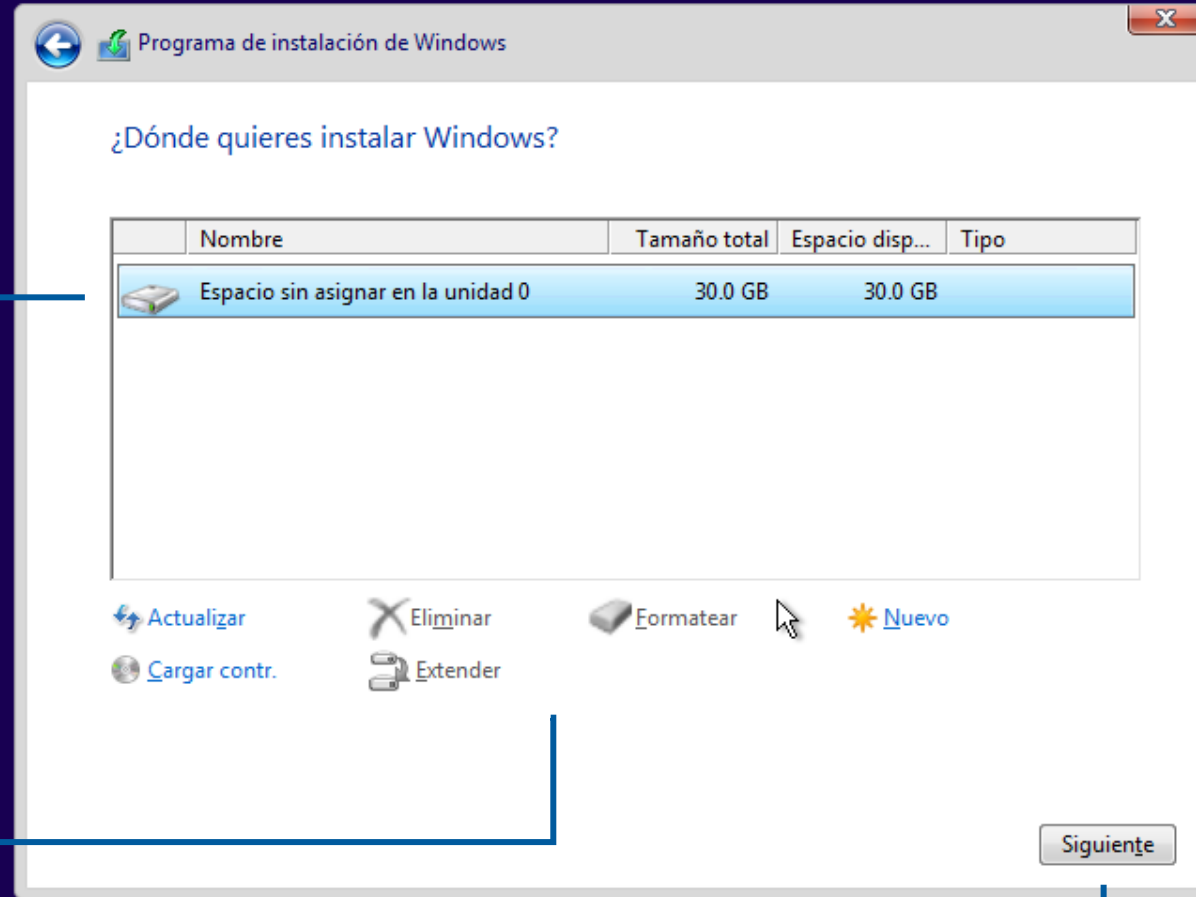 Programa de instalación de Windows
¿Dónde quieres instalar Windows?
Nombre Tamaño total Espacio disp... Tipo
Espacio sin asignar en la unidad 0 30.0 GB 30.0 GB
Actualizar Eliminar Formatear Nuevo
Cargar contr. Extender
Siguiente